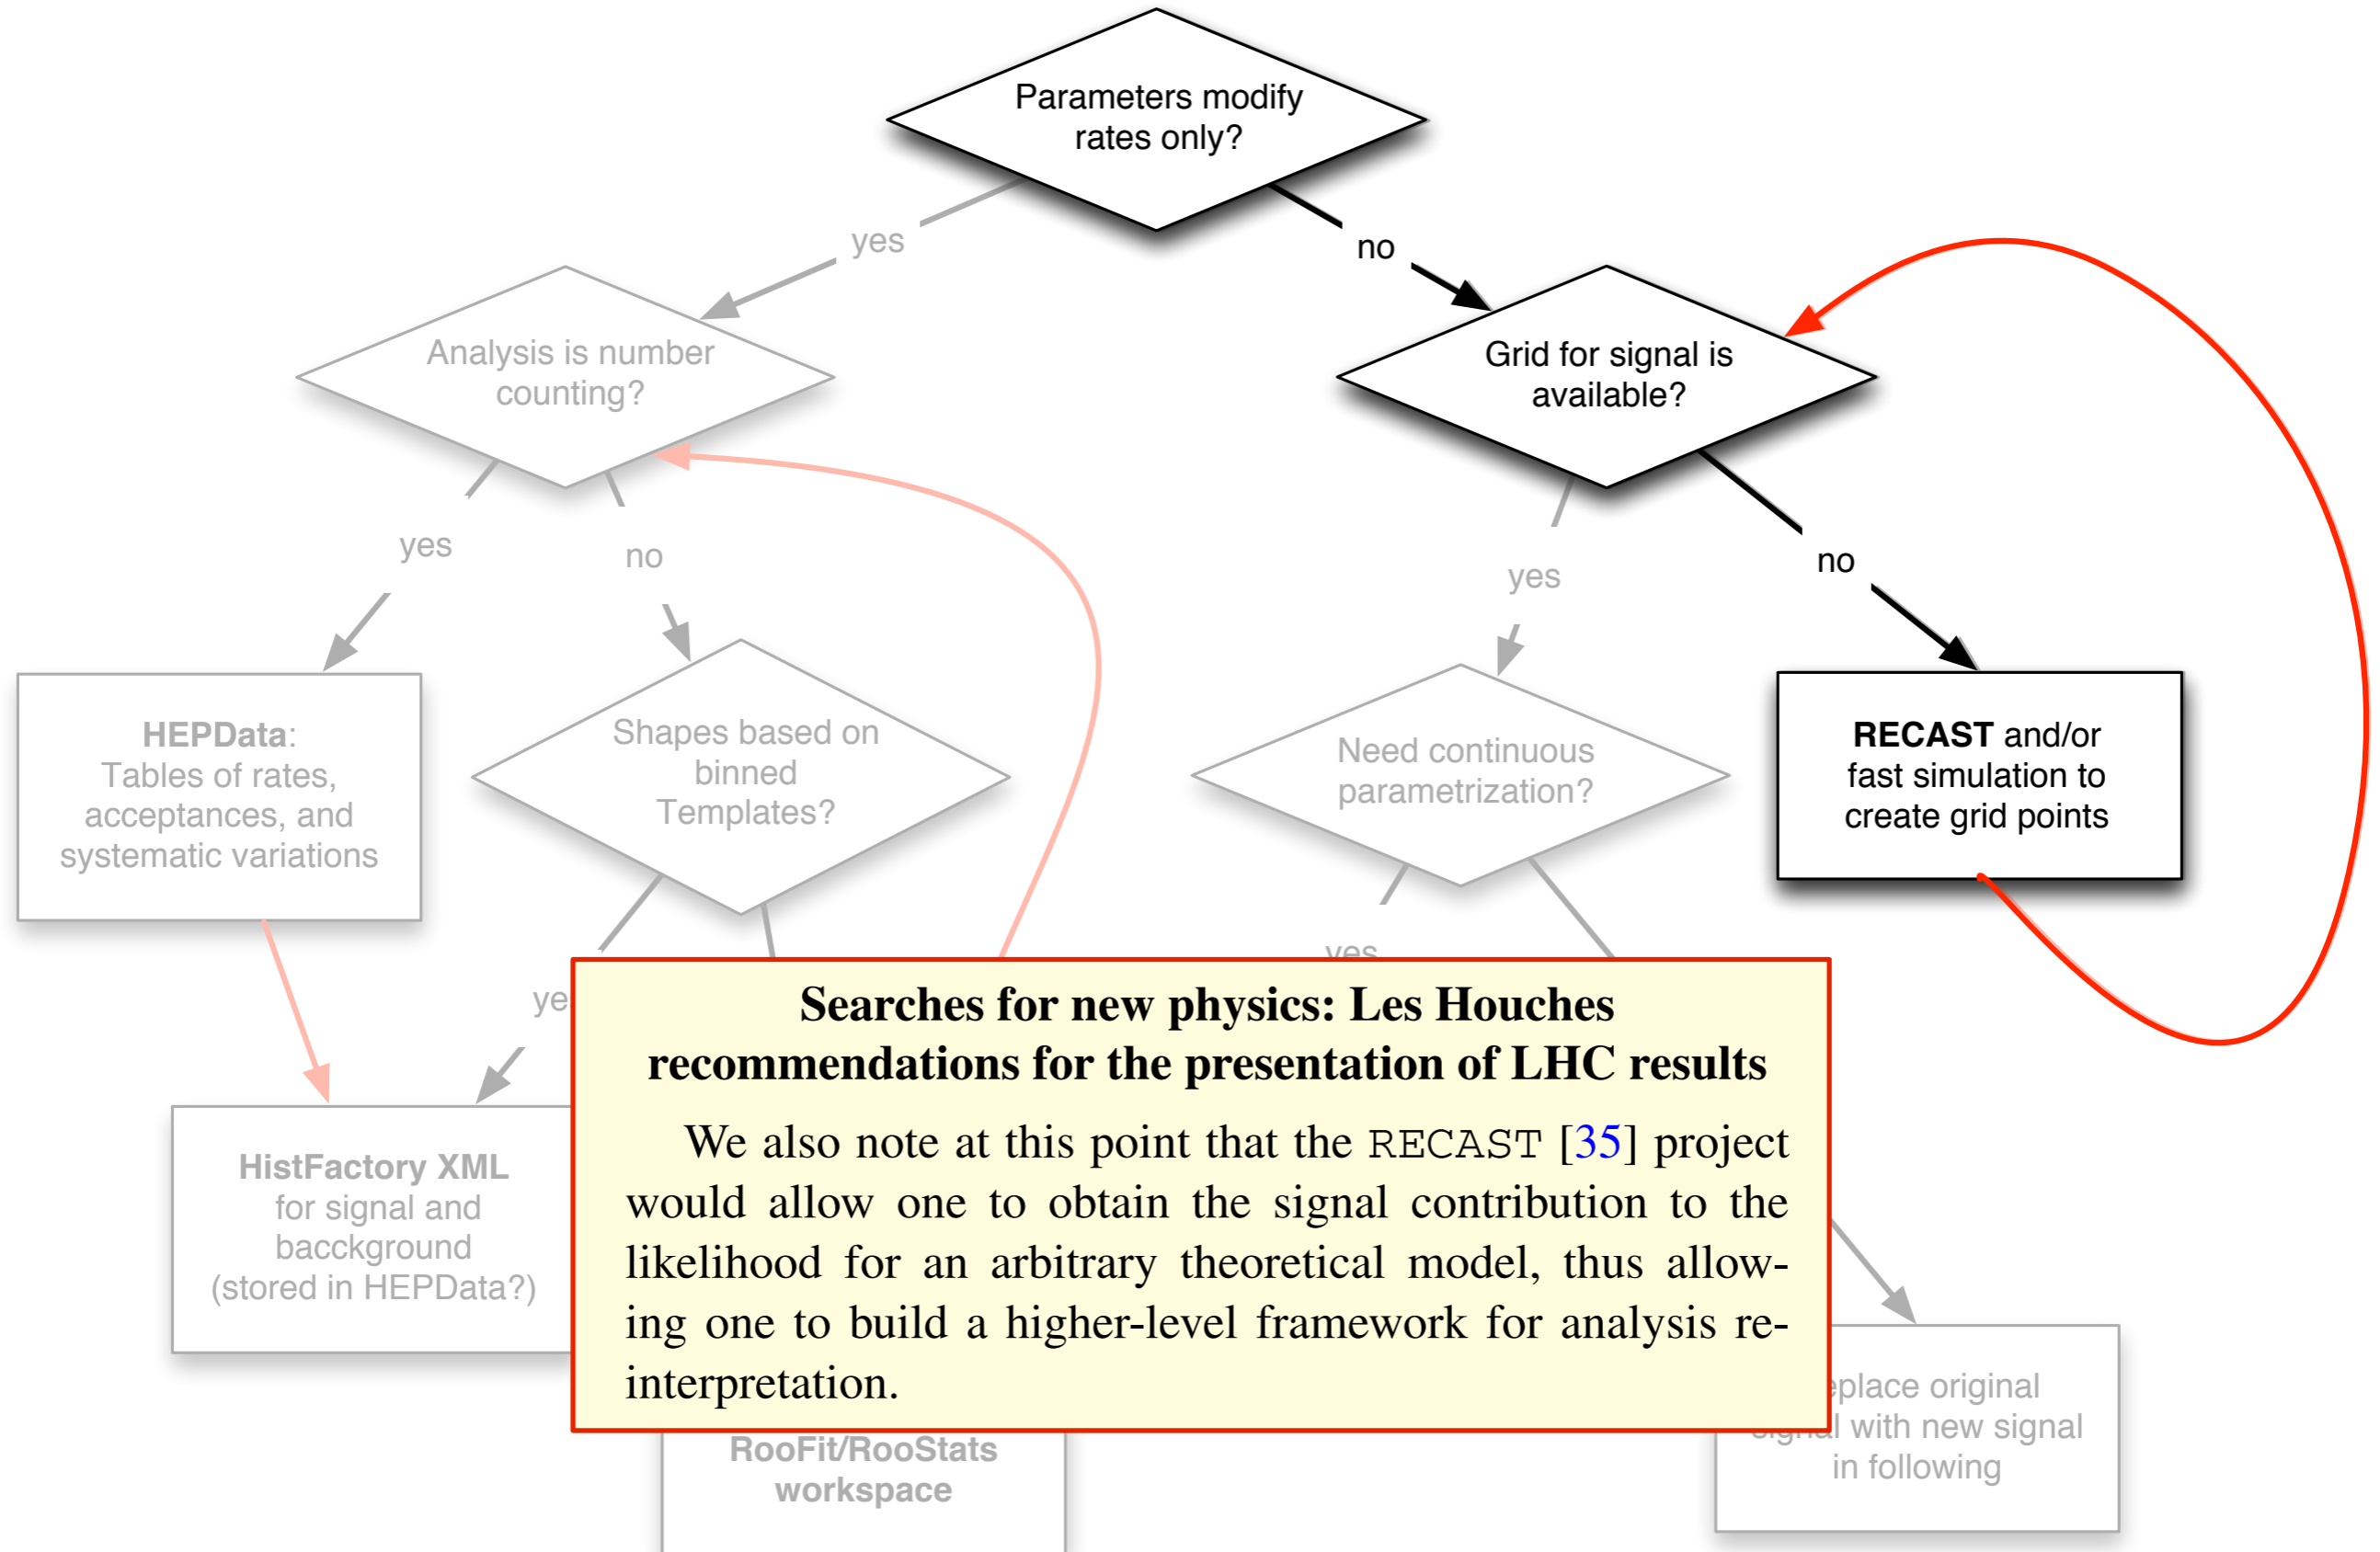 Parameters modify
rates only?
yes
no
Analysis is number
counting?
Grid for signal is
available?
yes
no
yes
no
HEPData:
Tables of rates,
acceptances, and
systematic variations
Shapes based on
binned
Templates?
Need continuous
parametrization?
RECAST and/or
fast simulation to
create grid points
yes
ye
Searches for new physics: Les Houches
recommendations for the presentation of LHC results
We also note at this point that the RECAST [35] project
would allow one to obtain the signal contribution to the
likelihood for an arbitrary theoretical model, thus allow-
ing one to build a higher-level framework for analysis re-
interpretation.
HistFactory XML
for signal and
bacckground
(stored in HEPData?)
RooFit/RooStats
workspace
eplace original
signal with new signal
in following